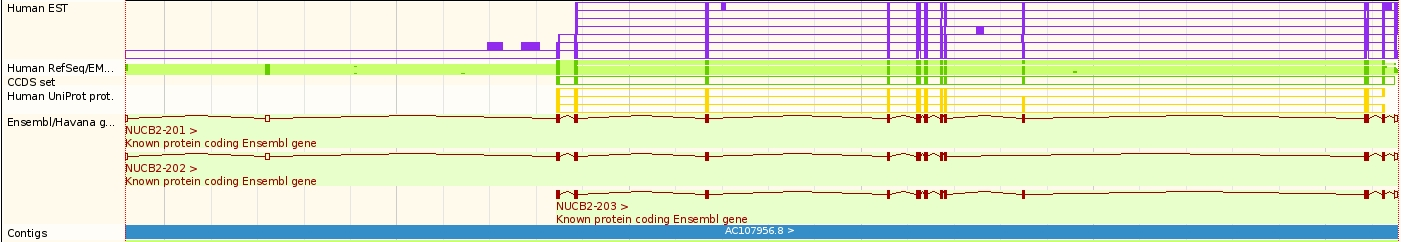 Human EST
Human RefSeq/EM...
CCDS set
Human UniProt prot.
Ensembl/Havana g...
NUCB2-201 >
Known protein coding Ensembl gene
NUCB2-202 >
Known protein coding Ensembl gene
NUCB2-203 >
Known protein coding Ensembl gene
Contigs
AC107956.8 >